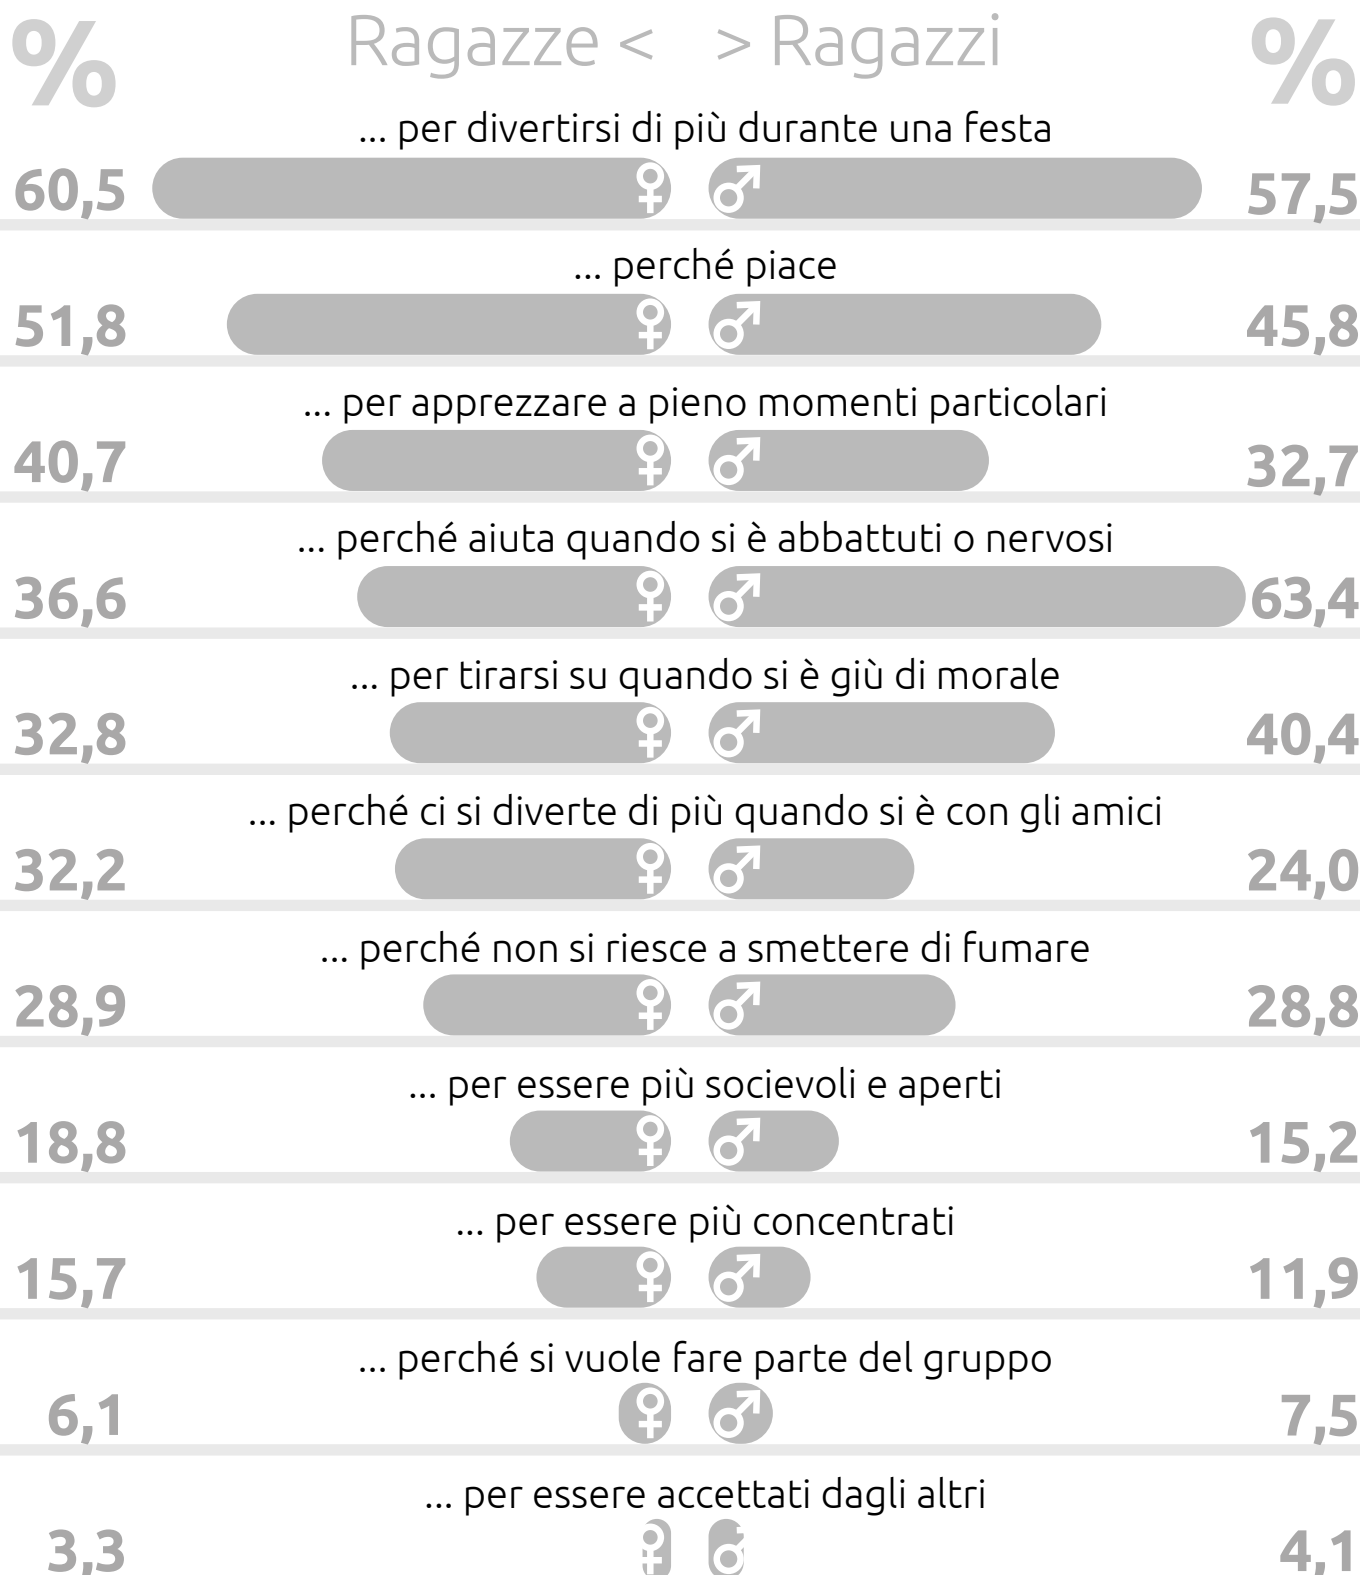 % Ragazze < > Ragazzi %
... per divertirsi di più durante una festa
60,5 57,5
... perché piace
51,8 45,8
... per apprezzare a pieno momenti particolari
40,7 32,7
... perché aiuta quando si è abbattuti o nervosi
36,6 63,4
... per tirarsi su quando si è giù di morale
32,8 40,4
... perché ci si diverte di più quando si è con gli amici
32,2 24,0
... perché non si riesce a smettere di fumare
28,9 28,8
... per essere più socievoli e aperti
18,8 15,2
... per essere più concentrati
15,7 11,9
... perché si vuole fare parte del gruppo
6,1 7,5
... per essere accettati dagli altri
3,3 4,1